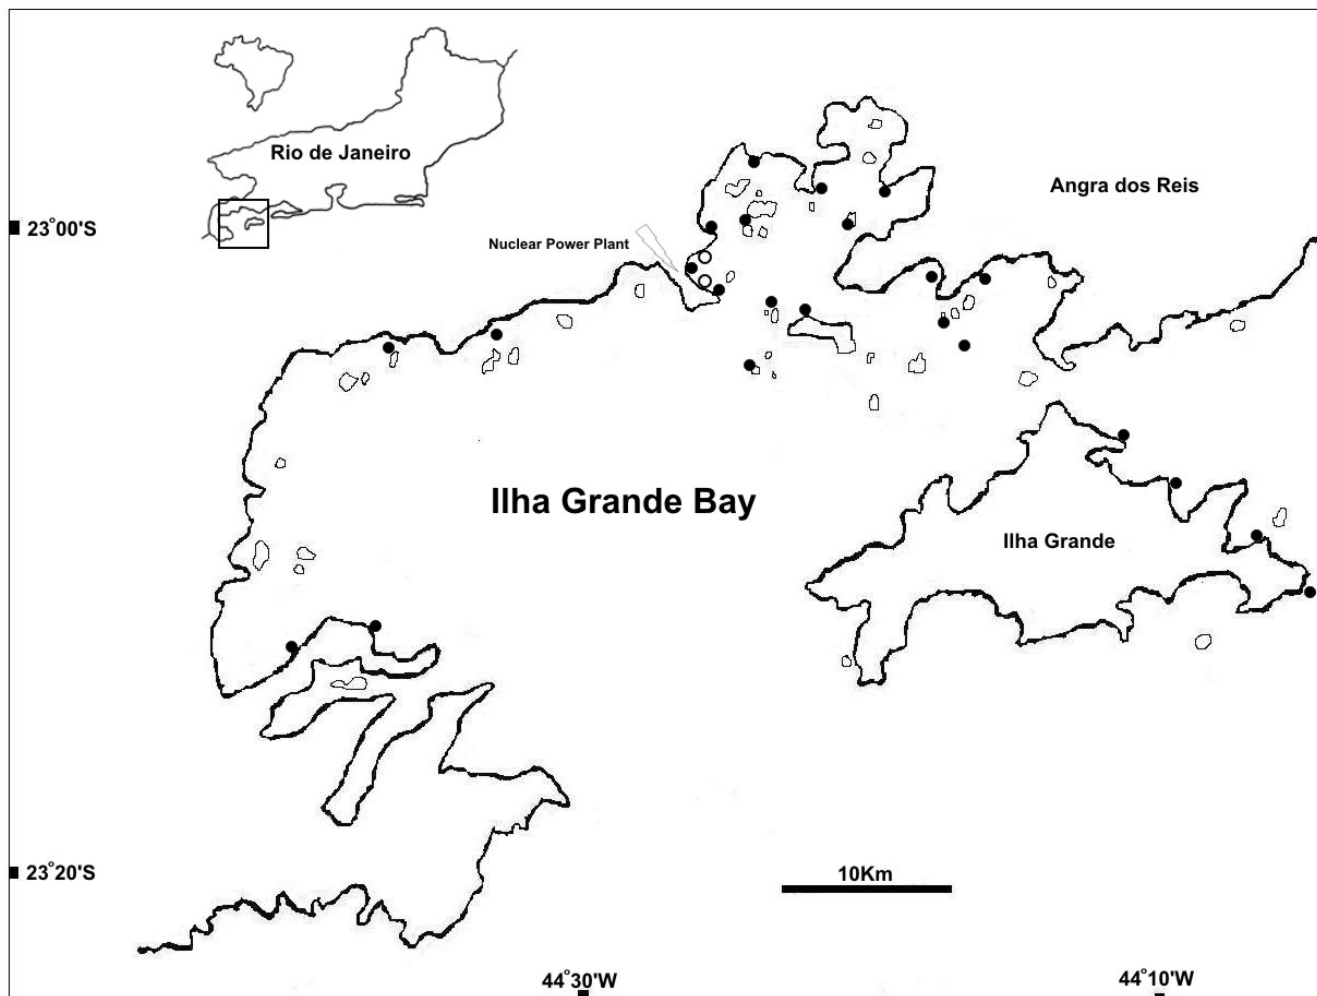 Rio de Janeiro
Angra dos Reis
23°00'S
Nuclear Power Plant
Ilha Grande Bay
Ilha Grande
23°20'S
10Km
44°30'W
44°10'W